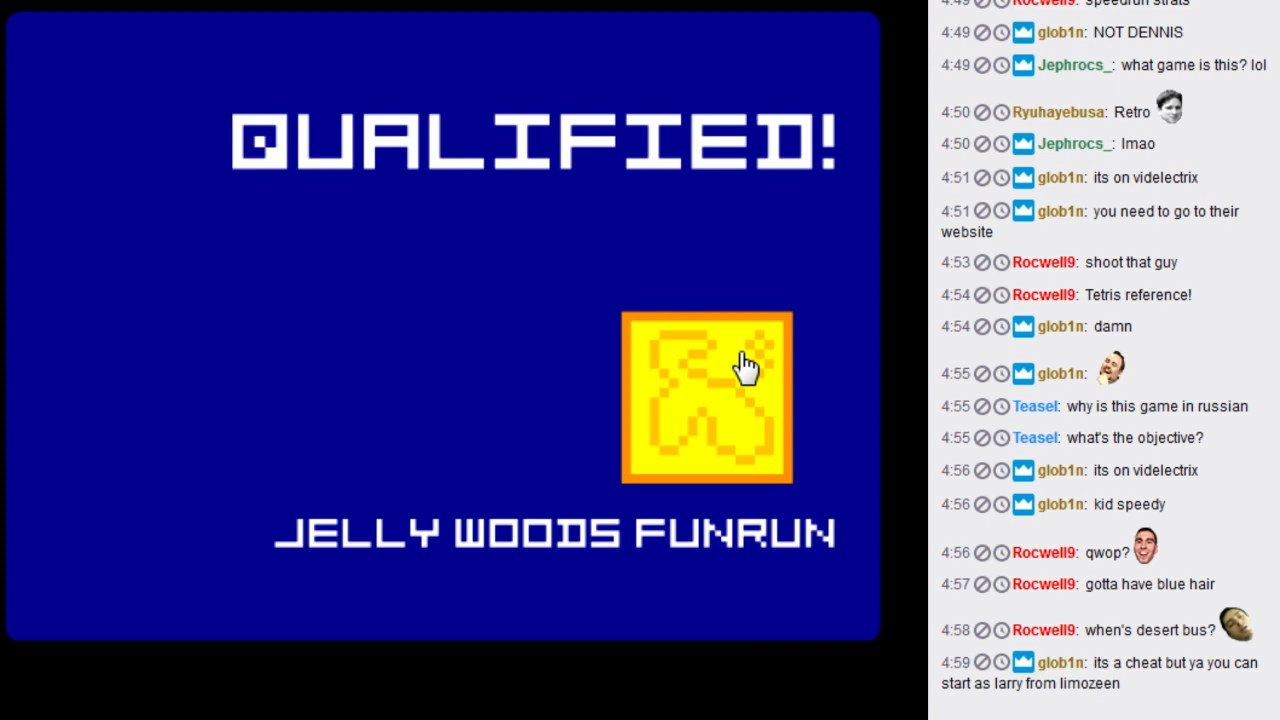 QUALIFIED!
JELLY WOODS FUNRUN
4:49 Rocwell9: speedrun strats
4:49 glob1n: NOT DENNIS
4:49 Jephrocs_: what game is this? lol
4:50 Ryuhayebusa: Retro
4:50 Jephrocs_: lmao
4:51 glob1n: its on videlectrix
4:51 glob1n: you need to go to their
website
4:53 Rocwell9: shoot that guy
4:54 Rocwell9: Tetris reference!
4:54 glob1n: damn
4:55 glob1n:
4:55 Teasel: why is this game in russian
4:55 Teasel: what's the objective?
4:56 glob1n: its on videlectrix
4:56 glob1n: kid speedy
4:56 Rocwell9: qwop?
4:57 Rocwell9: gotta have blue hair
4:58 Rocwell9: when's desert bus?
4:59 glob1n: its a cheat but ya you can
start as larry from limozeen